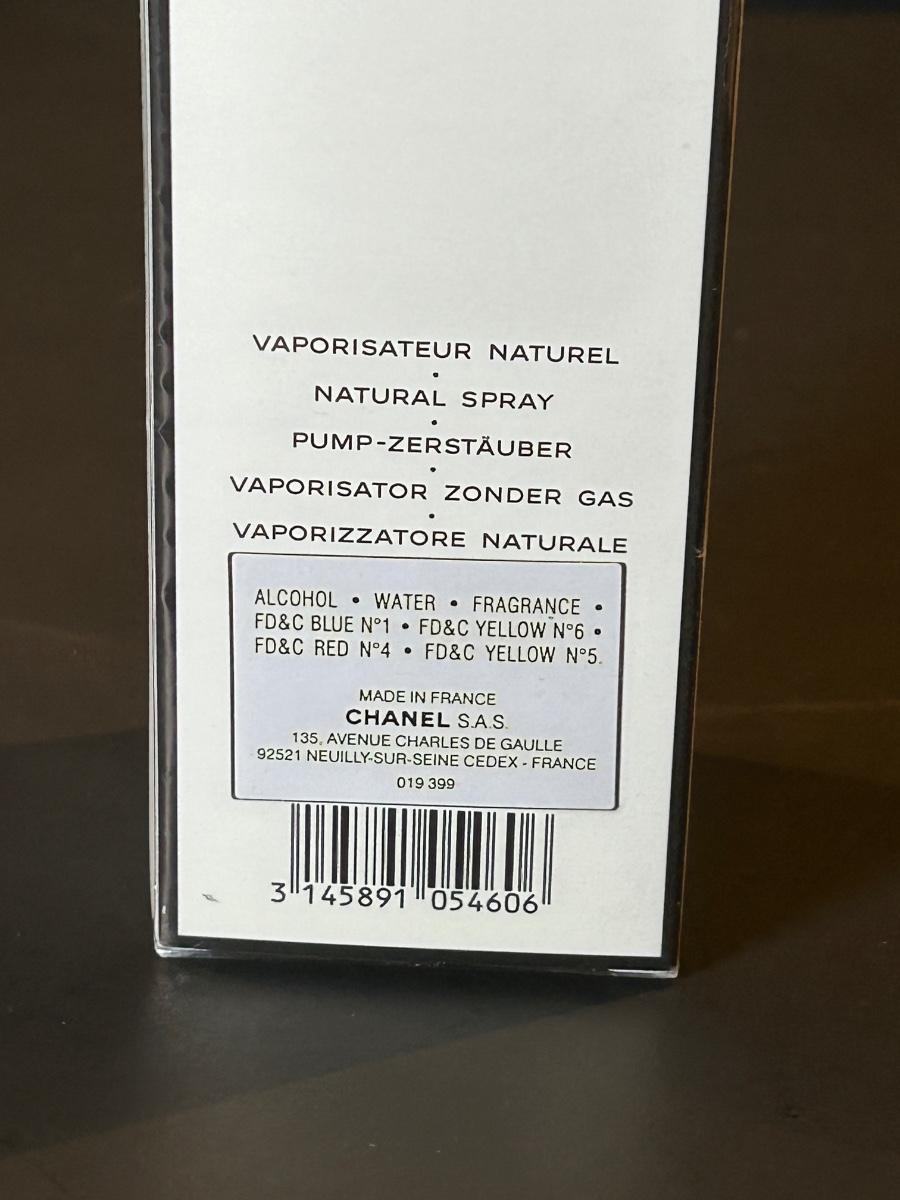 VAPORISATEUR NATUREL
•
NATURAL SPRAY
•
PUMP-ZERSTÄUBER
•
VAPORISATOR ZONDER GAS
•
VAPORIZZATORE NATURALE
ALCOHOL • WATER • FRAGRANCE •
FD&C BLUE N°1 • FD&C YELLOW N°6 •
FD&C RED N°4 • FD&C YELLOW N°5.
MADE IN FRANCE
CHANEL S.A.S.
135, AVENUE CHARLES DE GAULLE
92521 NEUILLY-SUR-SEINE CEDEX - FRANCE
019 399
3 145891 054606